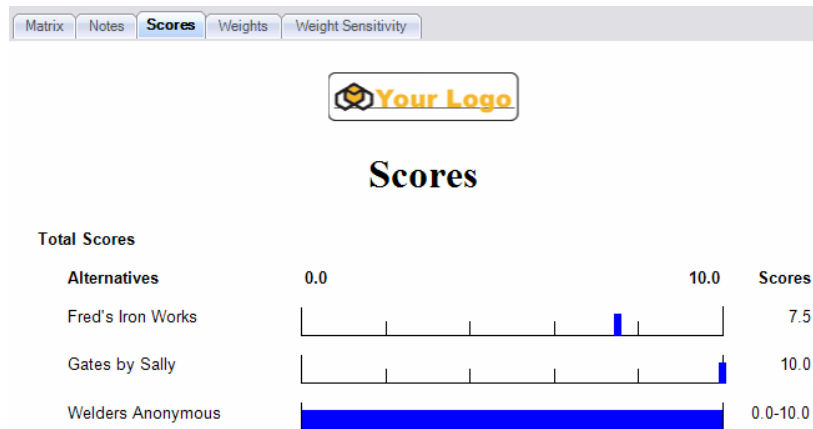 Matrix Notes Scores Weights Weight Sensitivity
Your Logo
Scores
Total Scores
Alternatives 0.0 10.0 Scores
Fred's Iron Works 7.5
Gates by Sally 10.0
Welders Anonymous 0.0-10.0